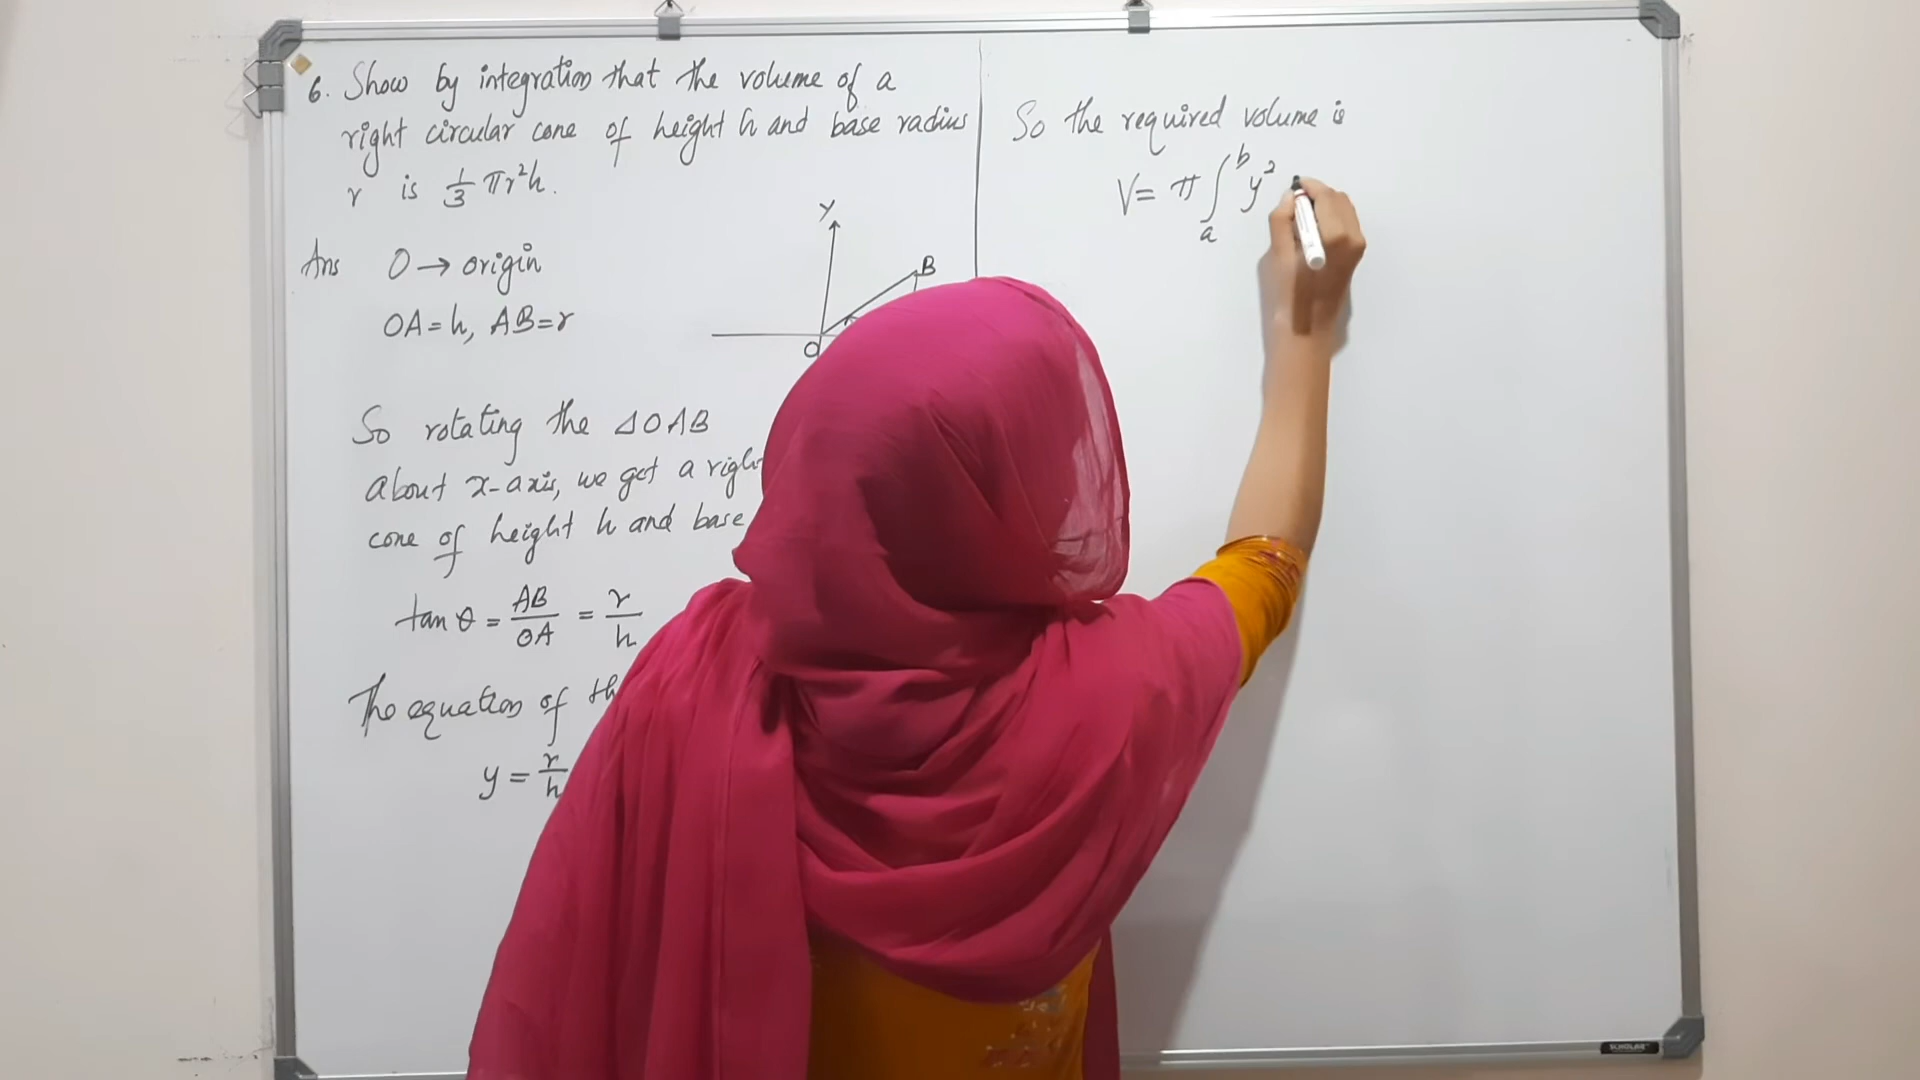 6. Show by integration that the volume of a
right circular cone of height h and base radius
r is 1/3 πr²h.
Ans O → origin
OA = h, AB = r
Y
B
O
So rotating the ΔOAB
about x-axis, we get a right
cone of height h and base
tan θ = AB/OA = r/h
The equation of th
y = r/h
So the required volume is
V = π ∫_a^b y²